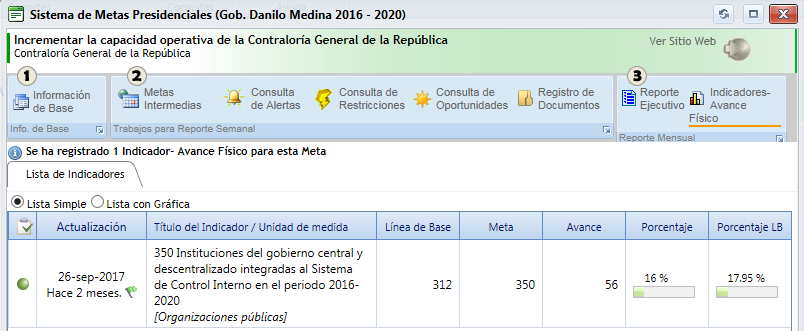 Sistema de Metas Presidenciales (Gob. Danilo Medina 2016 - 2020)
Incrementar la capacidad operativa de la Contraloría General de la República
Contraloría General de la República
Ver Sitio Web
1
Información
de Base
Info. de Base
2
Metas
Intermedias
Consulta
de Alertas
Consulta de
Restricciones
Consulta de
Oportunidades
Registro de
Documentos
Trabajos para Reporte Semanal
3
Reporte
Ejecutivo
Indicadores-
Avance
Físico
Reporte Mensual
Se ha registrado 1 Indicador- Avance Físico para esta Meta
Lista de Indicadores
Lista Simple Lista con Gráfica
Actualización Título del Indicador / Unidad de medida Línea de Base Meta Avance Porcentaje Porcentaje LB
26-sep-2017
Hace 2 meses.
350 Instituciones del gobierno central y
descentralizado integradas al Sistema
de Control Interno en el periodo 2016-
2020
[Organizaciones públicas]
312 350 56 16 % 17.95 %